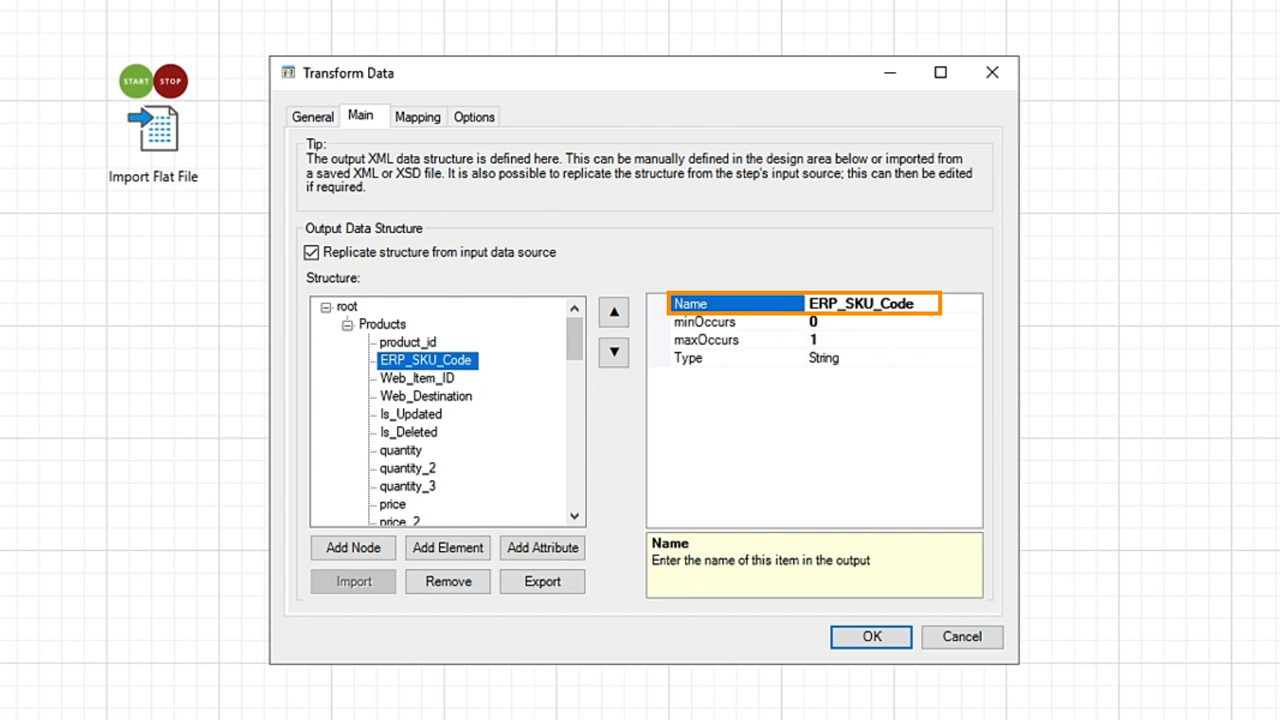 START STOP
Import Flat File
Transform Data
General Main Mapping Options
Tip:
The output XML data structure is defined here. This can be manually defined in the design area below or imported from
a saved XML or XSD file. It is also possible to replicate the structure from the step's input source; this can then be edited
if required.
Output Data Structure
Replicate structure from input data source
Structure:
root
Products
product_id
ERP_SKU_Code
Web_Item_ID
Web_Destination
Is_Updated
Is_Deleted
quantity
quantity_2
quantity_3
price
price_2
▲
▼
Name ERP_SKU_Code
minOccurs 0
maxOccurs 1
Type String
Name
Enter the name of this item in the output
Add Node Add Element Add Attribute
Import Remove Export
OK Cancel